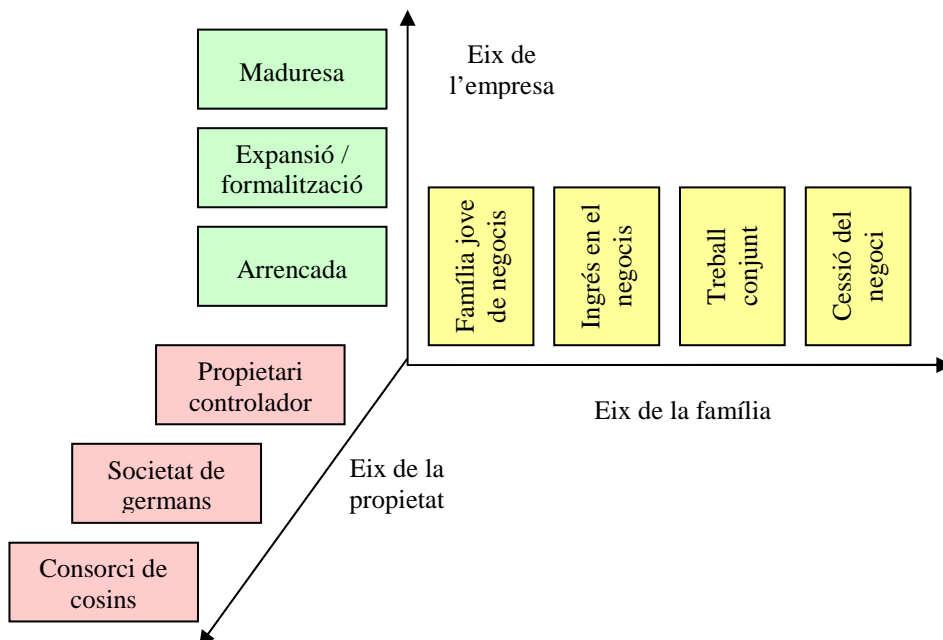 Maduresa
Expansió /
formalització
Arrencada
Eix de
l’empresa
Família jove
de negocis
Ingrés en el
negocis
Treball
conjunt
Cessió del
negoci
Eix de la família
Propietari
controlador
Societat de
germans
Consorci de
cosins
Eix de la
propietat